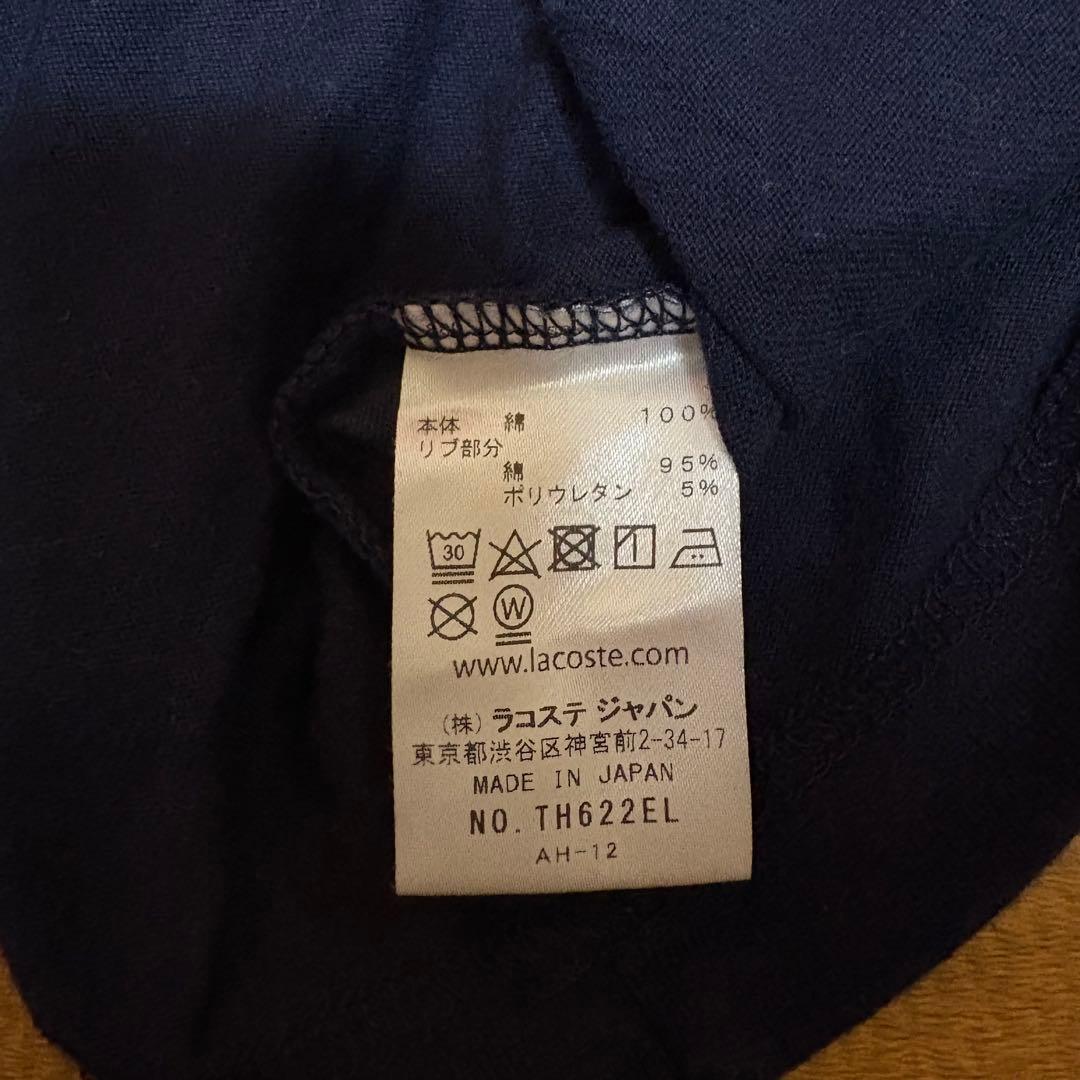 本体 綿 100%
リブ部分
綿 95%
ポリウレタン 5%
30
W
www.lacoste.com
(株) ラコステ ジャパン
東京都渋谷区神宮前2-34-17
MADE IN JAPAN
NO. TH622EL
AH-12